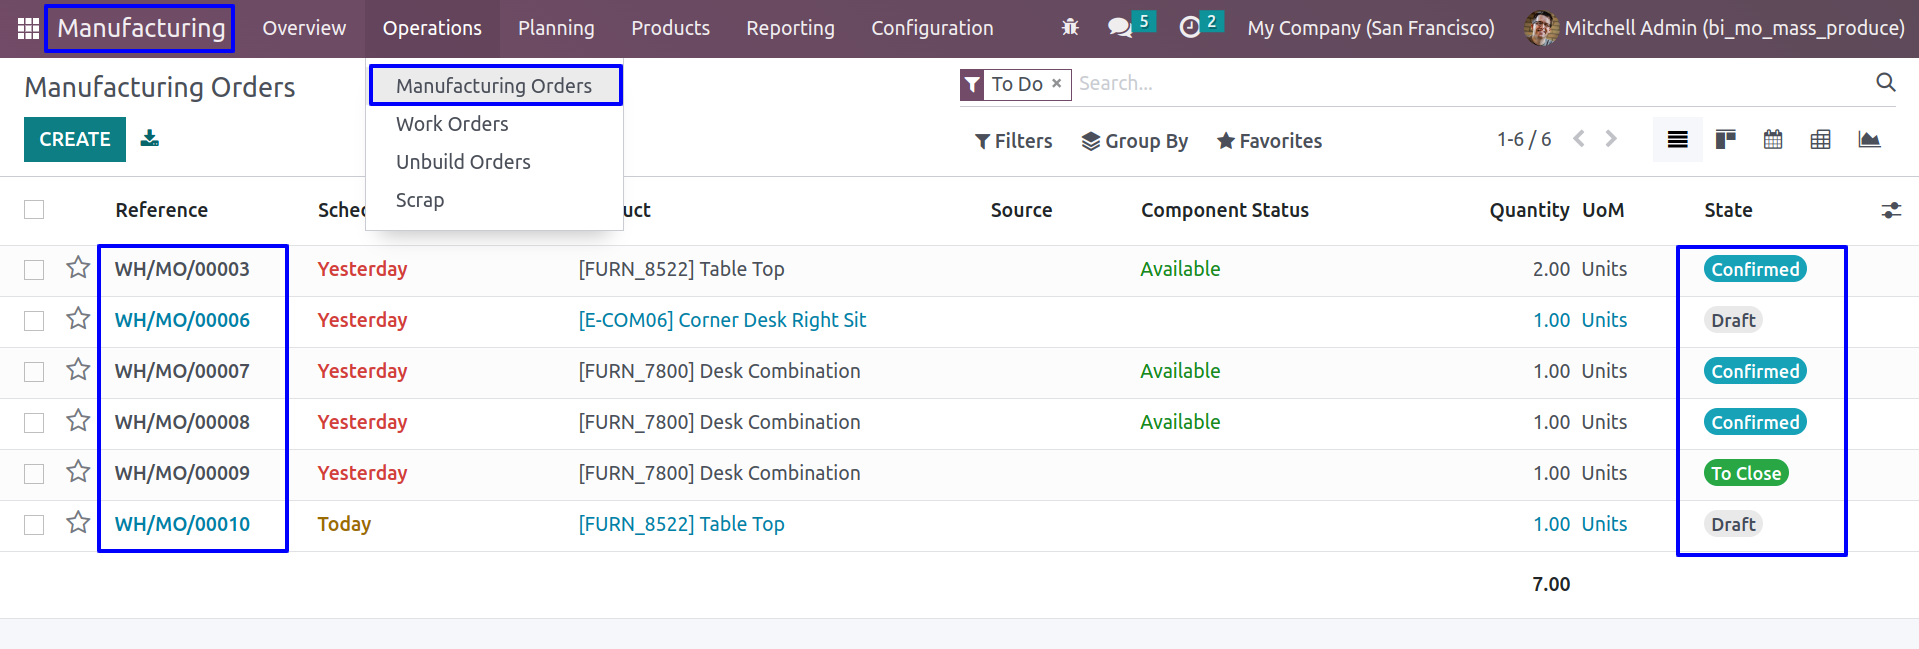 Manufacturing Overview Operations Planning Products Reporting Configuration 5 2 My Company (San Francisco) Mitchell Admin (bi_mo_mass_produce)
Manufacturing Orders
To Do × Search...
CREATE
Filters Group By Favorites 1-6 / 6
Manufacturing Orders
Work Orders
Unbuild Orders
Scrap
Reference Sched uct Source Component Status Quantity UoM State
WH/MO/00003 Yesterday [FURN_8522] Table Top Available 2.00 Units Confirmed
WH/MO/00006 Yesterday [E-COM06] Corner Desk Right Sit 1.00 Units Draft
WH/MO/00007 Yesterday [FURN_7800] Desk Combination Available 1.00 Units Confirmed
WH/MO/00008 Yesterday [FURN_7800] Desk Combination Available 1.00 Units Confirmed
WH/MO/00009 Yesterday [FURN_7800] Desk Combination 1.00 Units To Close
WH/MO/00010 Today [FURN_8522] Table Top 1.00 Units Draft
7.00